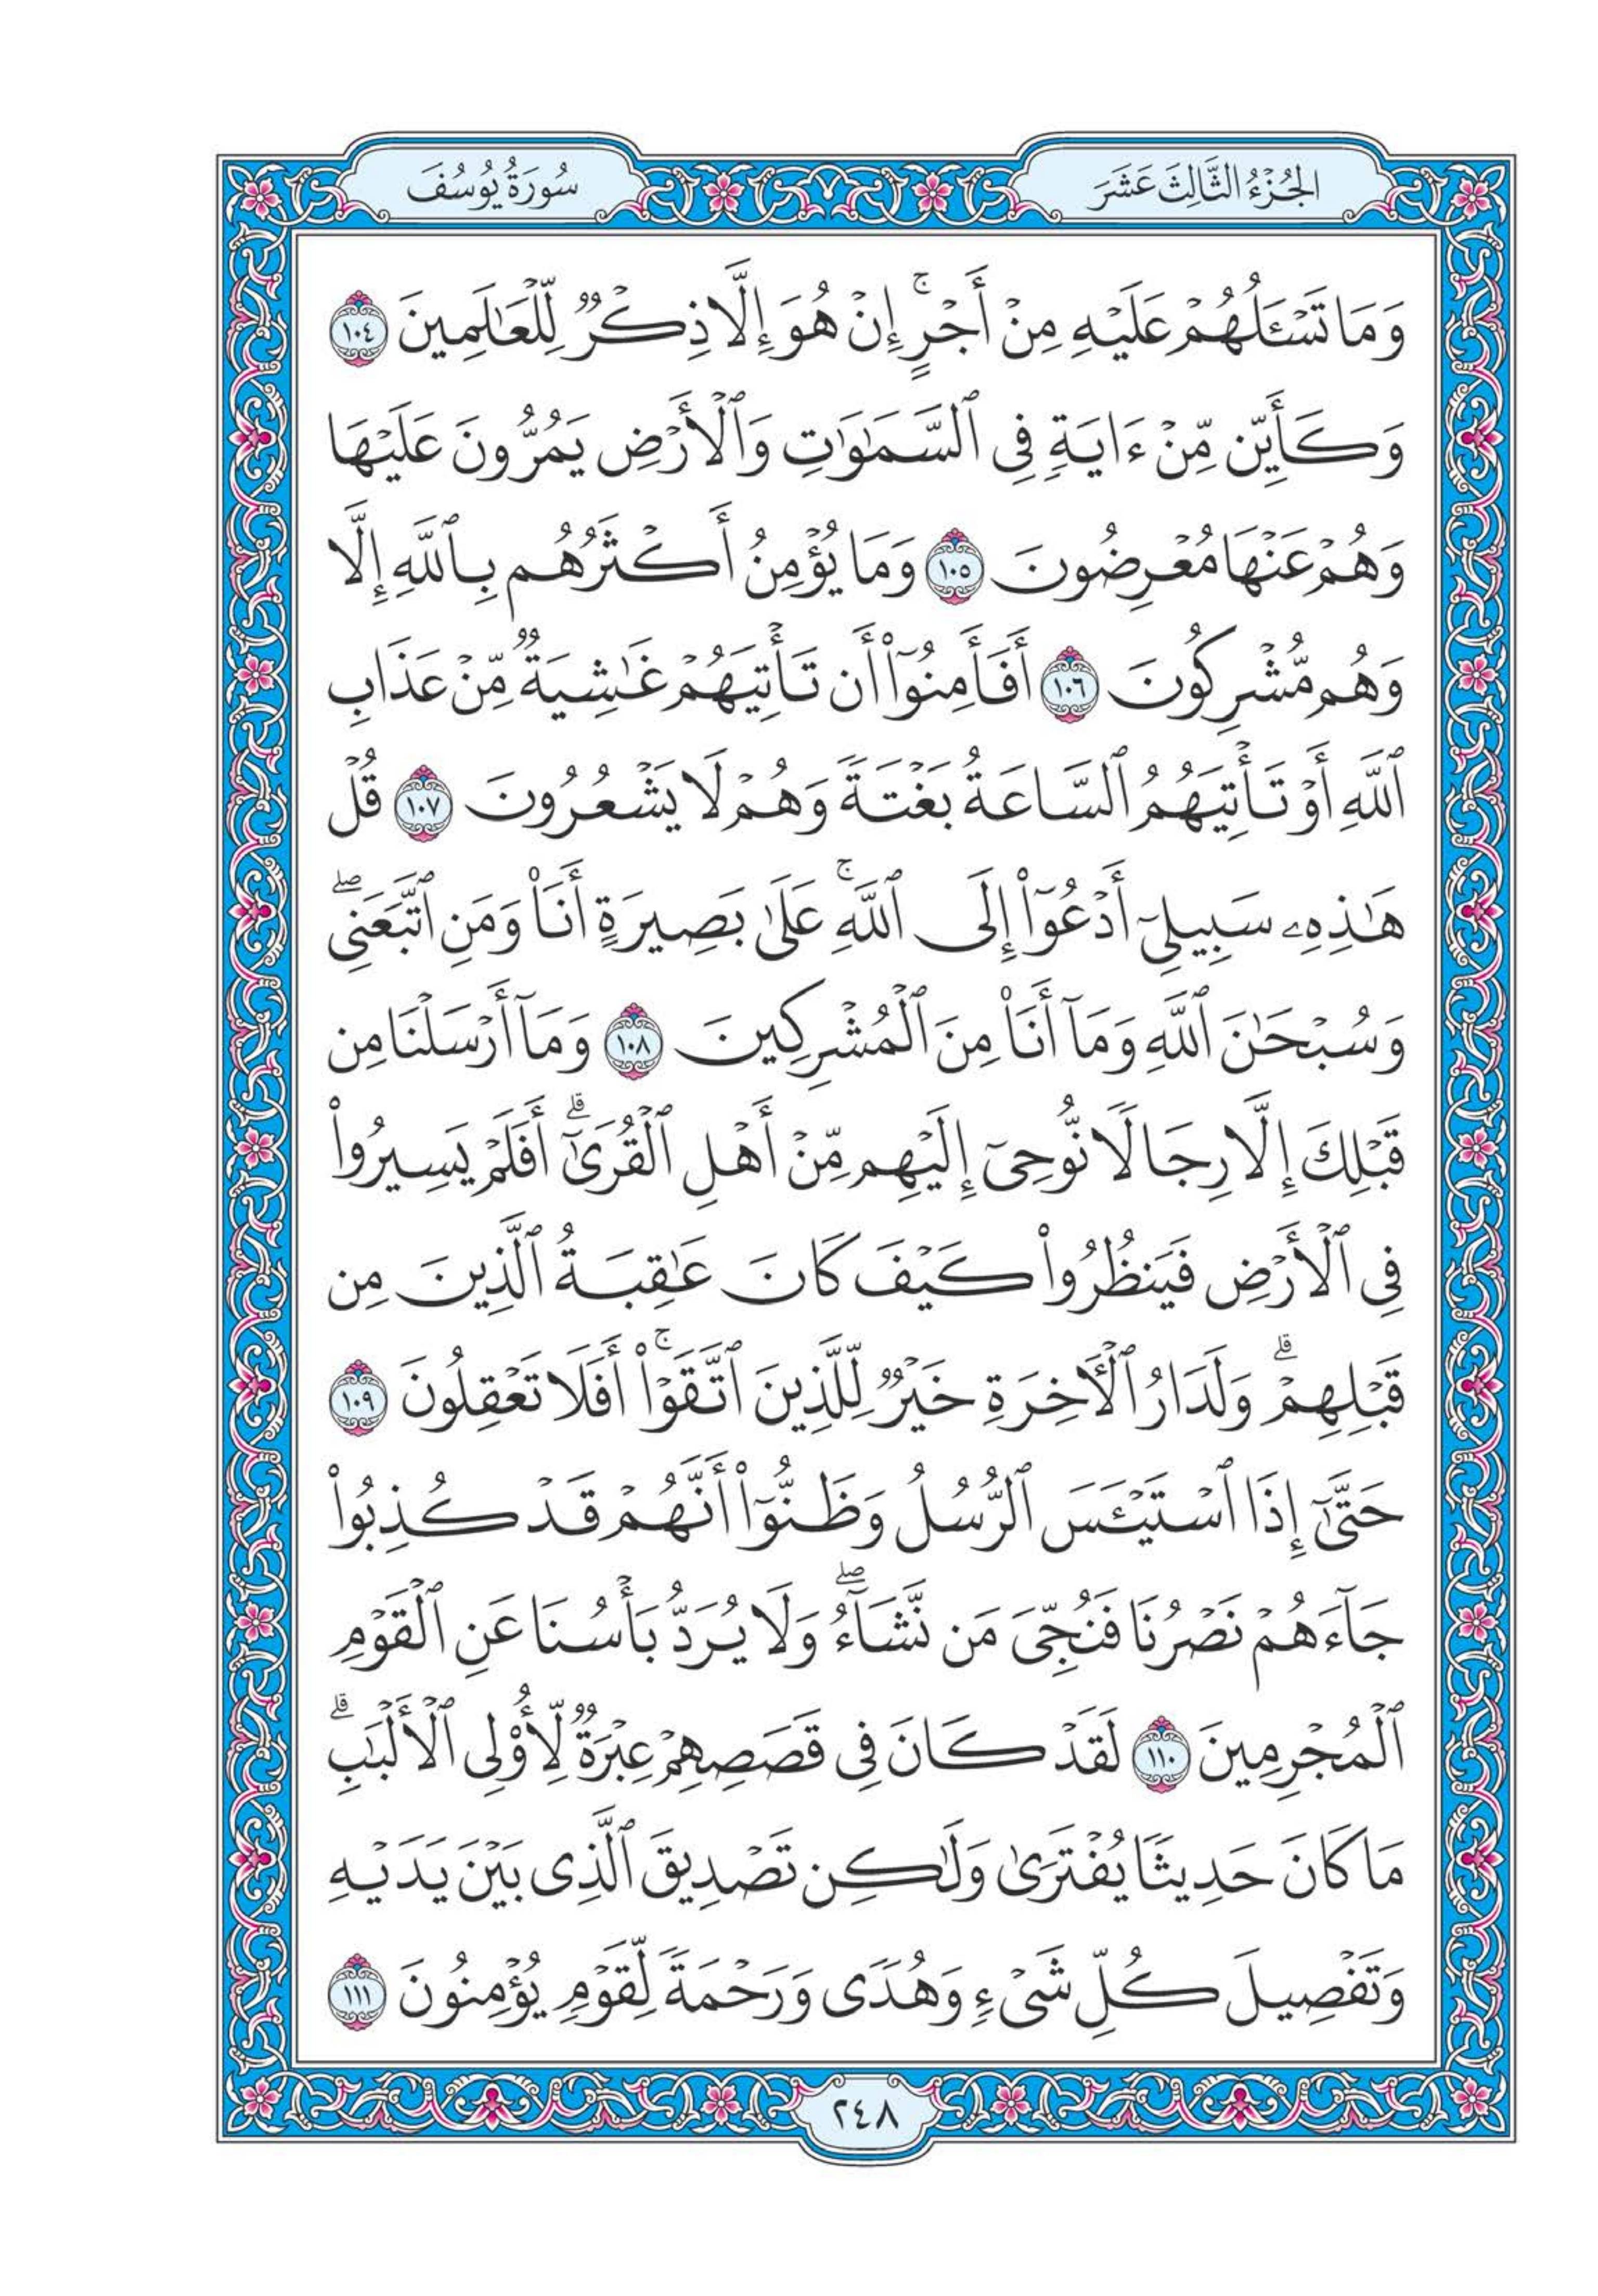 الجُزْءُ الثَّالِثَ عَشَرَ
سُورَةُ يُوسُفَ
وَمَا تَسْـَٔلُهُمْ عَلَيْهِ مِنْ أَجْرٍۚ إِنْ هُوَ إِلَّا ذِكْرٌ لِّلْعَٰلَمِينَ ١٠٤
وَكَأَيِّن مِّنْ ءَايَةٍ فِى ٱلسَّمَٰوَٰتِ وَٱلْأَرْضِ يَمُرُّونَ عَلَيْهَا
وَهُمْ عَنْهَا مُعْرِضُونَ ١٠٥ وَمَا يُؤْمِنُ أَكْثَرُهُم بِٱللَّهِ إِلَّا
وَهُم مُّشْرِكُونَ ١٠٦ أَفَأَمِنُوٓا۟ أَن تَأْتِيَهُمْ غَٰشِيَةٌ مِّنْ عَذَابِ
ٱللَّهِ أَوْ تَأْتِيَهُمُ ٱلسَّاعَةُ بَغْتَةً وَهُمْ لَا يَشْعُرُونَ ١٠٧ قُلْ
هَٰذِهِۦ سَبِيلِىٓ أَدْعُوٓا۟ إِلَى ٱللَّهِۚ عَلَىٰ بَصِيرَةٍ أَنَا۠ وَمَنِ ٱتَّبَعَنِىۖ
وَسُبْحَٰنَ ٱللَّهِ وَمَآ أَنَا۠ مِنَ ٱلْمُشْرِكِينَ ١٠٨ وَمَآ أَرْسَلْنَا مِن
قَبْلِكَ إِلَّا رِجَالًا نُّوحِىٓ إِلَيْهِم مِّنْ أَهْلِ ٱلْقُرَىٰٓۗ أَفَلَمْ يَسِيرُوا۟
فِى ٱلْأَرْضِ فَيَنظُرُوا۟ كَيْفَ كَانَ عَٰقِبَةُ ٱلَّذِينَ مِن
قَبْلِهِمْۗ وَلَدَارُ ٱلْءَاخِرَةِ خَيْرٌ لِّلَّذِينَ ٱتَّقَوْا۟ۚ أَفَلَا تَعْقِلُونَ ١٠٩
حَتَّىٰٓ إِذَا ٱسْتَيْـَٔسَ ٱلرُّسُلُ وَظَنُّوٓا۟ أَنَّهُمْ قَدْ كُذِبُوا۟
جَآءَهُمْ نَصْرُنَا فَنُجِّىَ مَن نَّشَآءُۖ وَلَا يُرَدُّ بَأْسُنَا عَنِ ٱلْقَوْمِ
ٱلْمُجْرِمِينَ ١١٠ لَقَدْ كَانَ فِى قَصَصِهِمْ عِبْرَةٌ لِّأُو۟لِى ٱلْأَلْبَٰبِۗ
مَا كَانَ حَدِيثًا يُفْتَرَىٰ وَلَٰكِن تَصْدِيقَ ٱلَّذِى بَيْنَ يَدَيْهِ
وَتَفْصِيلَ كُلِّ شَىْءٍ وَهُدًى وَرَحْمَةً لِّقَوْمٍ يُؤْمِنُونَ ١١١
٢٤٨